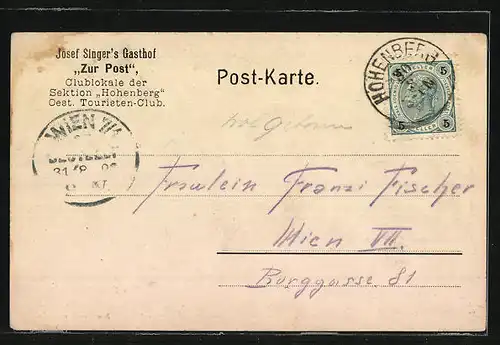 Josef Singer's Gasthof
„Zur Post",
Clublokale der
Sektion „Hohenberg"
Oest. Touristen-Club.
Post-Karte.
HOHENBERG
5 5
WIEN
31
Fräulein Franzi Fischer
Wien VII.
Burggasse 81